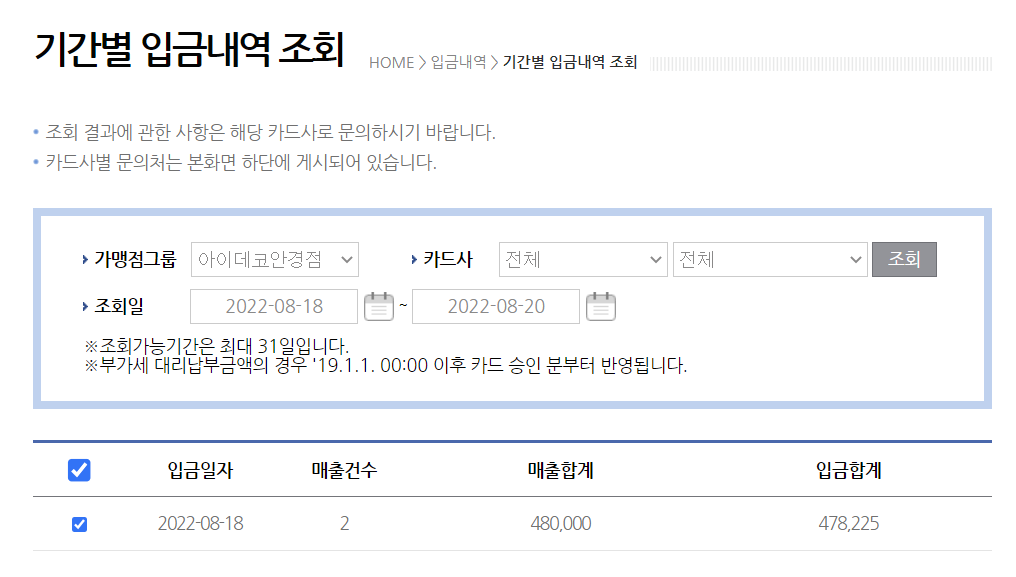 기간별 입금내역 조회
HOME > 입금내역 > 기간별 입금내역 조회
• 조회 결과에 관한 사항은 해당 카드사로 문의하시기 바랍니다.
• 카드사별 문의처는 본화면 하단에 게시되어 있습니다.
가맹점그룹 아이데코안경점 카드사 전체 전체 조회
조회일 2022-08-18 ~ 2022-08-20
※조회가능기간은 최대 31일입니다.
※부가세 대리납부금액의 경우 '19.1.1. 00:00 이후 카드 승인 분부터 반영됩니다.
입금일자 매출건수 매출합계 입금합계
2022-08-18 2 480,000 478,225